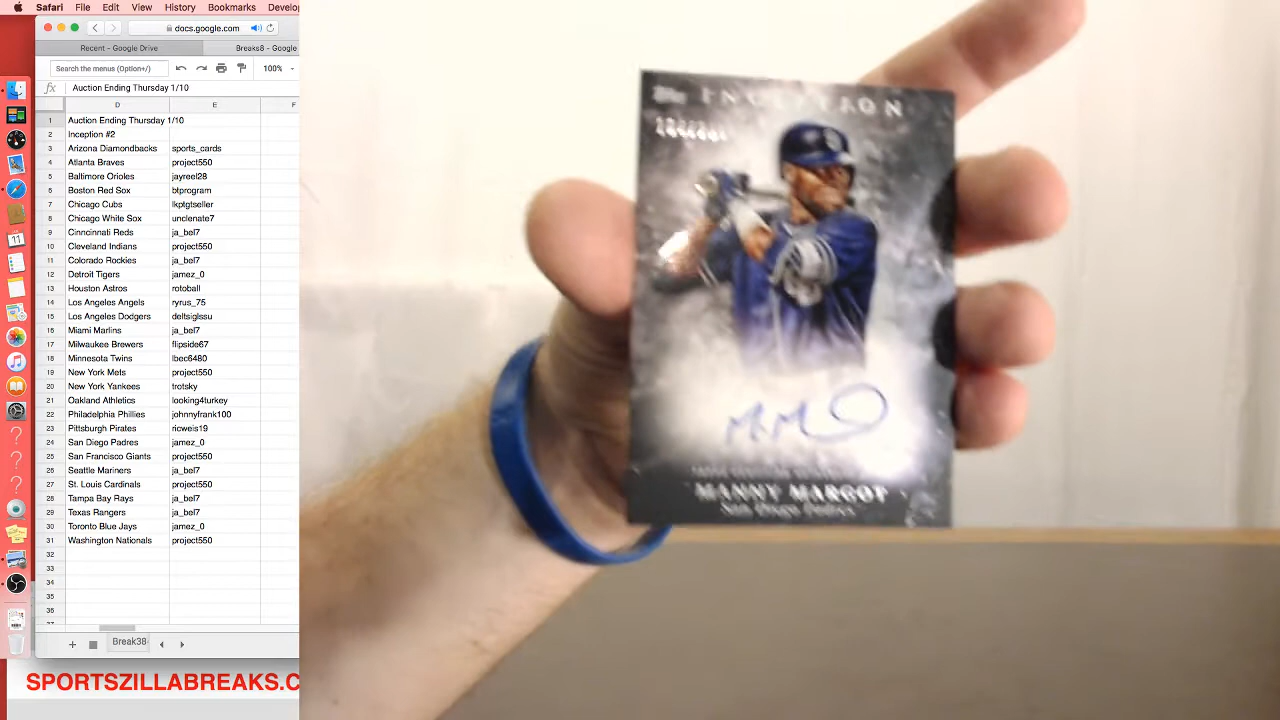 Safari File Edit View History Bookmarks Develo
docs.google.com
Recent - Google Drive Breaks8 - Google
Search the menus (Option+/) 100%
fx Auction Ending Thursday 1/10
D E F
1 Auction Ending Thursday 1/10
2 Inception #2
3 Arizona Diamondbacks sports_cards
4 Atlanta Braves project550
5 Baltimore Orioles jayreel28
6 Boston Red Sox btprogram
7 Chicago Cubs lkptgtseller
8 Chicago White Sox unclenate7
9 Cinncinnati Reds ja_bel7
10 Cleveland Indians project550
11 Colorado Rockies ja_bel7
12 Detroit Tigers jamez_0
13 Houston Astros rotoball
14 Los Angeles Angels ryrus_75
15 Los Angeles Dodgers deltsiglssu
16 Miami Marlins ja_bel7
17 Milwaukee Brewers flipside67
18 Minnesota Twins lbec6480
19 New York Mets project550
20 New York Yankees trotsky
21 Oakland Athletics looking4turkey
22 Philadelphia Phillies johnnyfrank100
23 Pittsburgh Pirates ricweis19
24 San Diego Padres jamez_0
25 San Francisco Giants project550
26 Seattle Mariners ja_bel7
27 St. Louis Cardinals project550
28 Tampa Bay Rays ja_bel7
29 Texas Rangers ja_bel7
30 Toronto Blue Jays jamez_0
31 Washington Nationals project550
32
33
34
35
36
Break38
SPORTSZILLABREAKS.C
Topps INCEPTION
MANNY MARGOT
San Diego Padres